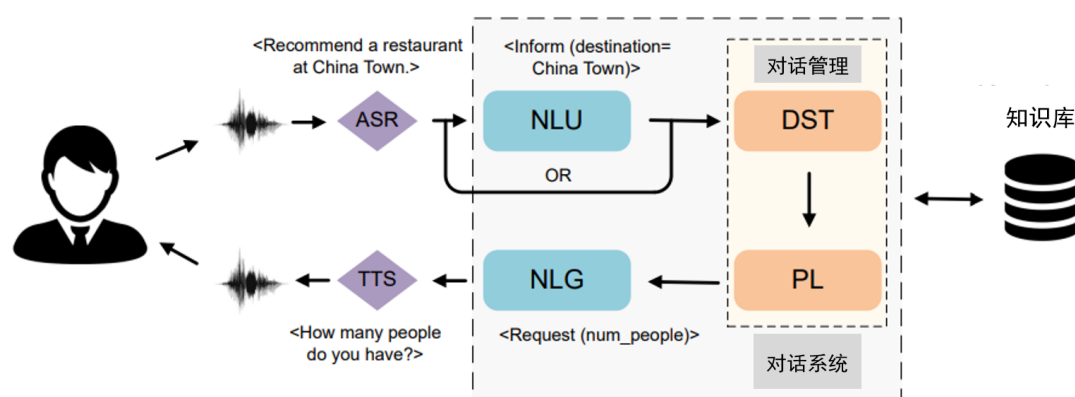 <Recommend a restaurant
at China Town.>
<Inform (destination=
China Town)>
对话管理
知识库
ASR
NLU
DST
OR
TTS
NLG
PL
<How many people
do you have?>
<Request (num_people)>
对话系统